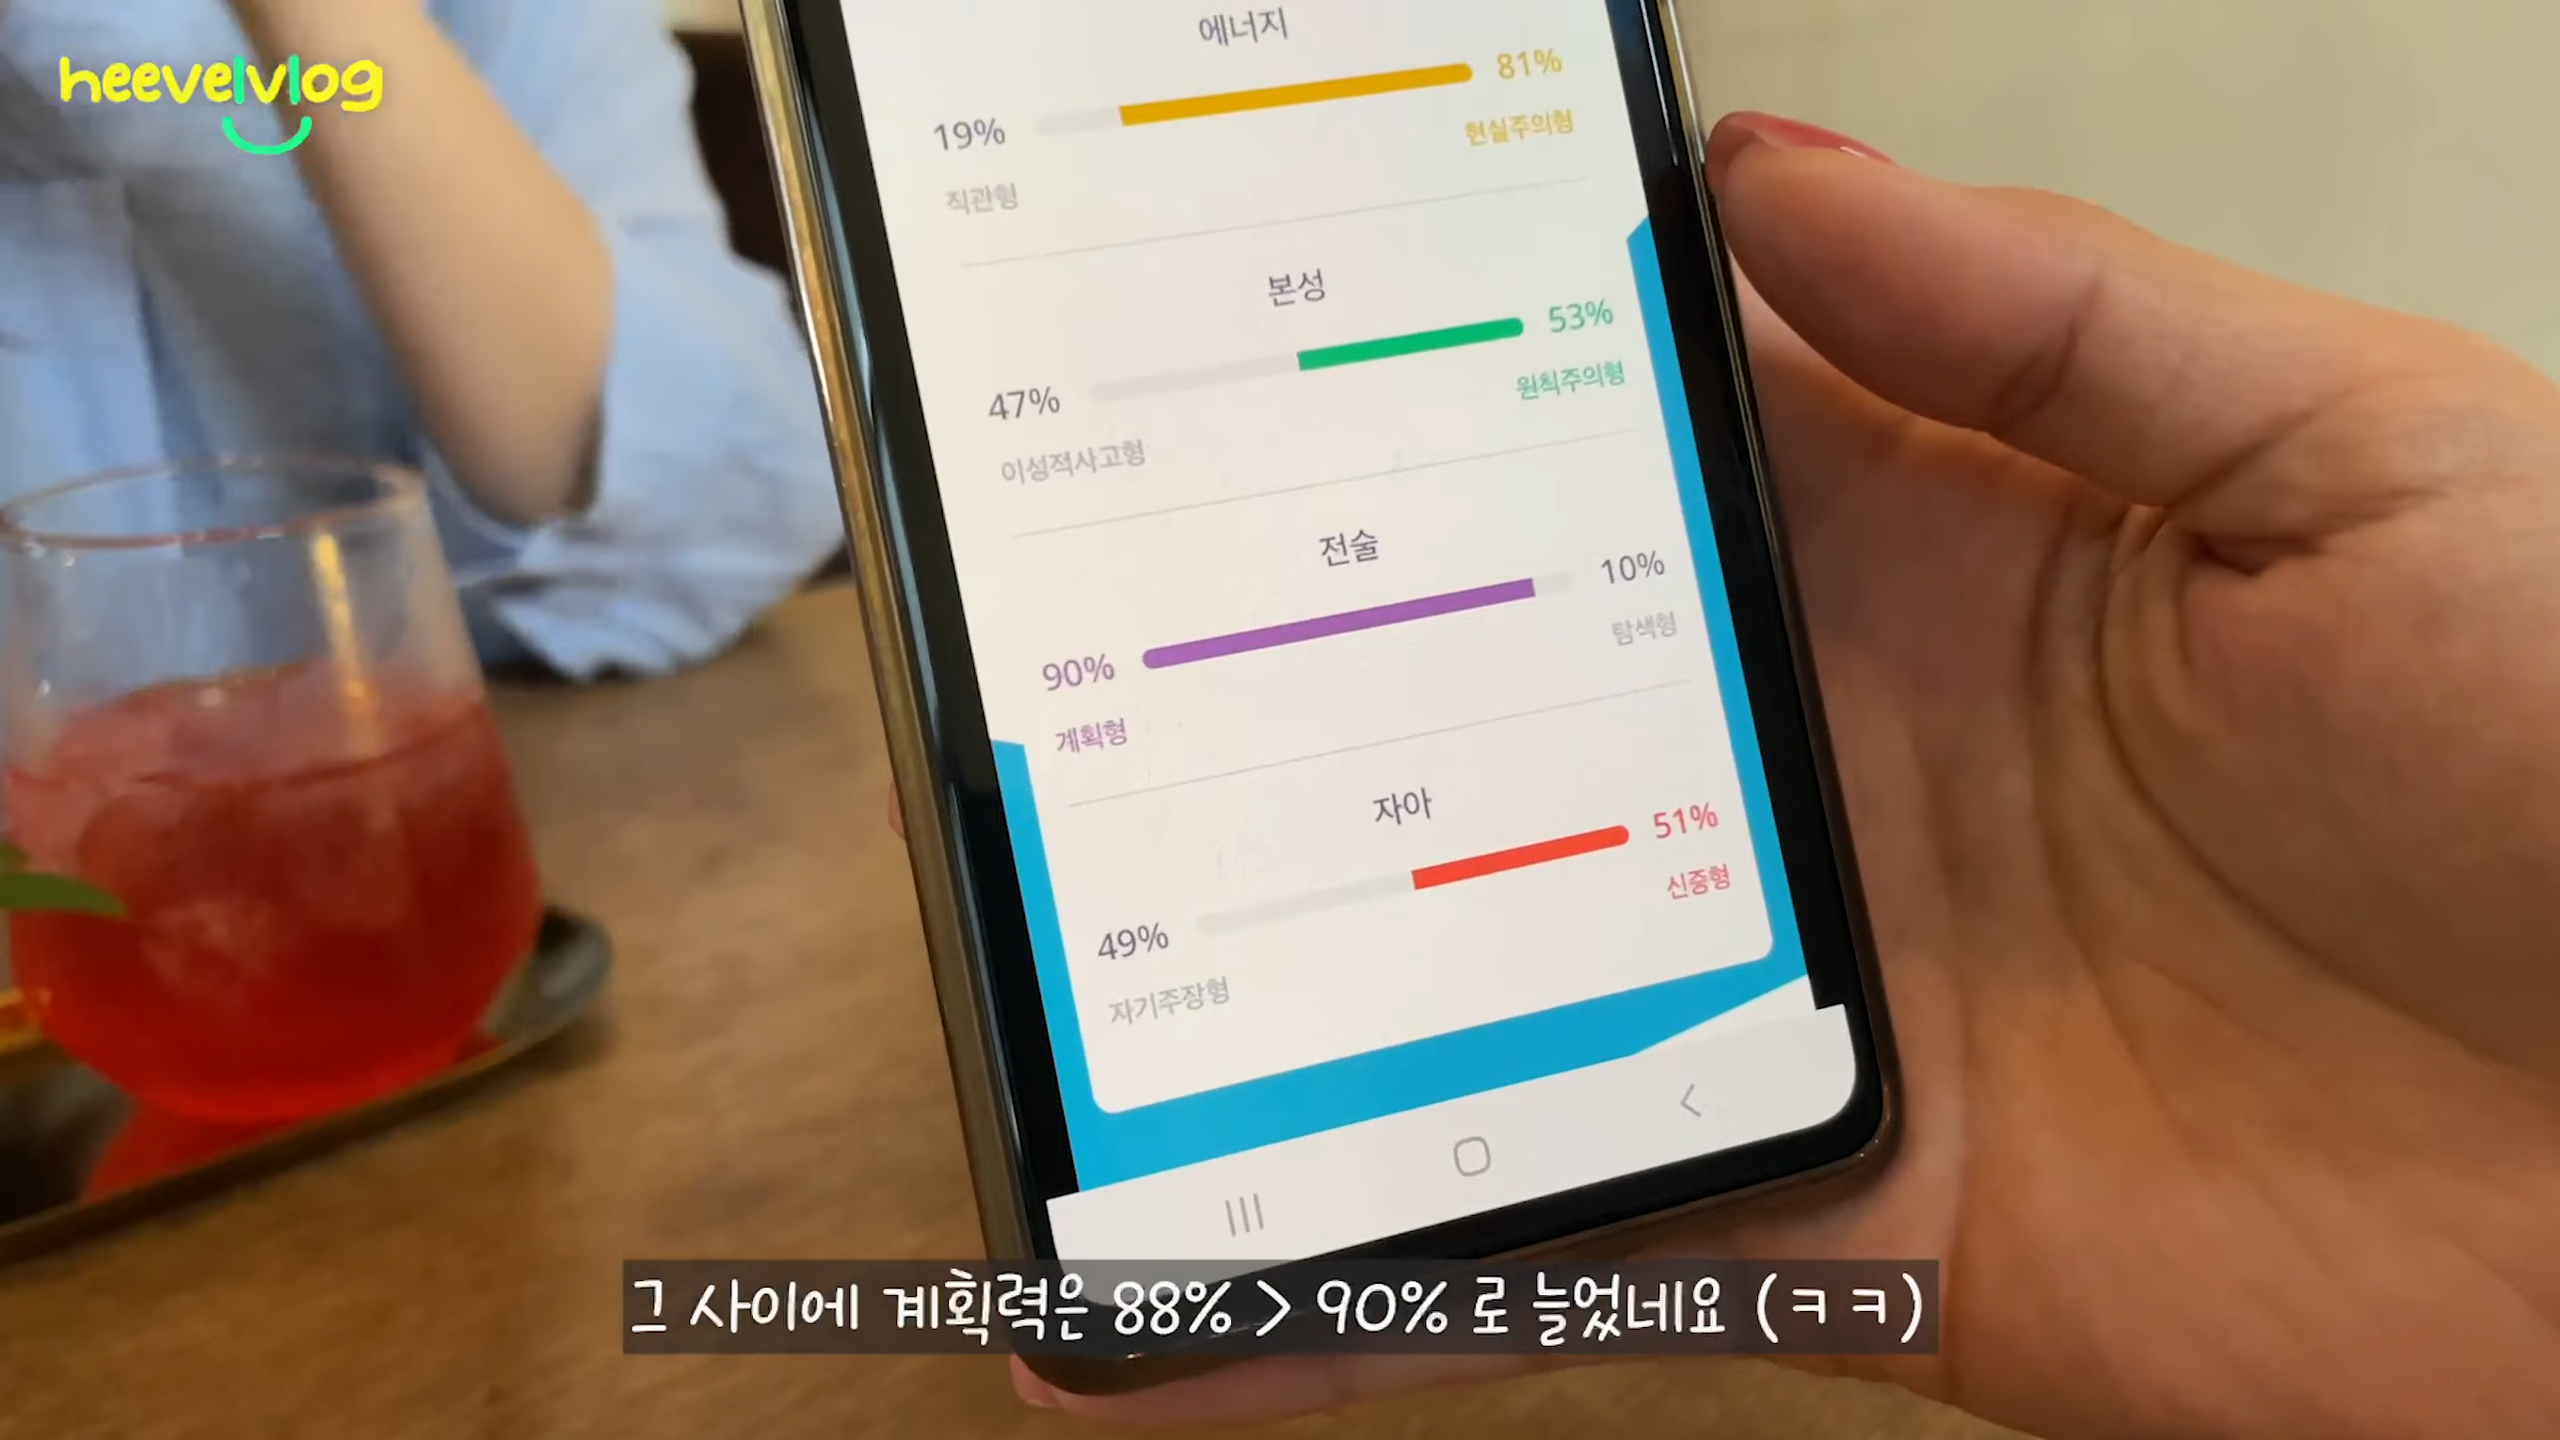 heevelvlog
에너지
19%
81%
직관형
현실주의형
본성
47%
53%
이성적사고형
원칙주의형
전술
90%
10%
계획형
탐색형
자아
49%
51%
자기주장형
신중형
그 사이에 계획력은 88% > 90% 로 늘었네요 (ㅋㅋ)